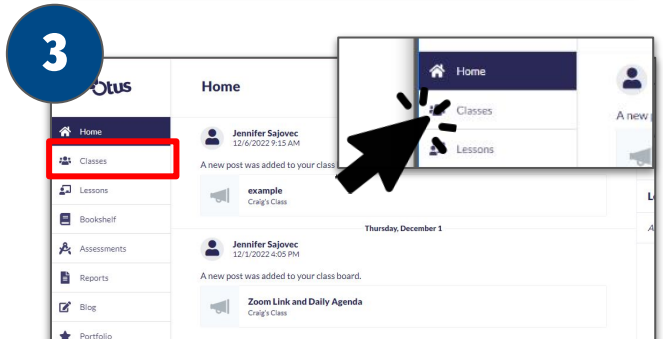 3
Otus
Home
Home
Classes
Lessons
Bookshelf
Assessments
Reports
Blog
Portfolio
Jennifer Sajovec
12/6/2022 9:15 AM
A new post was added to your class
example
Craig's Class
Thursday, December 1
Jennifer Sajovec
12/1/2022 4:05 PM
A new post was added to your class board.
Zoom Link and Daily Agenda
Craig's Class
Home
Classes
Lessons
A new